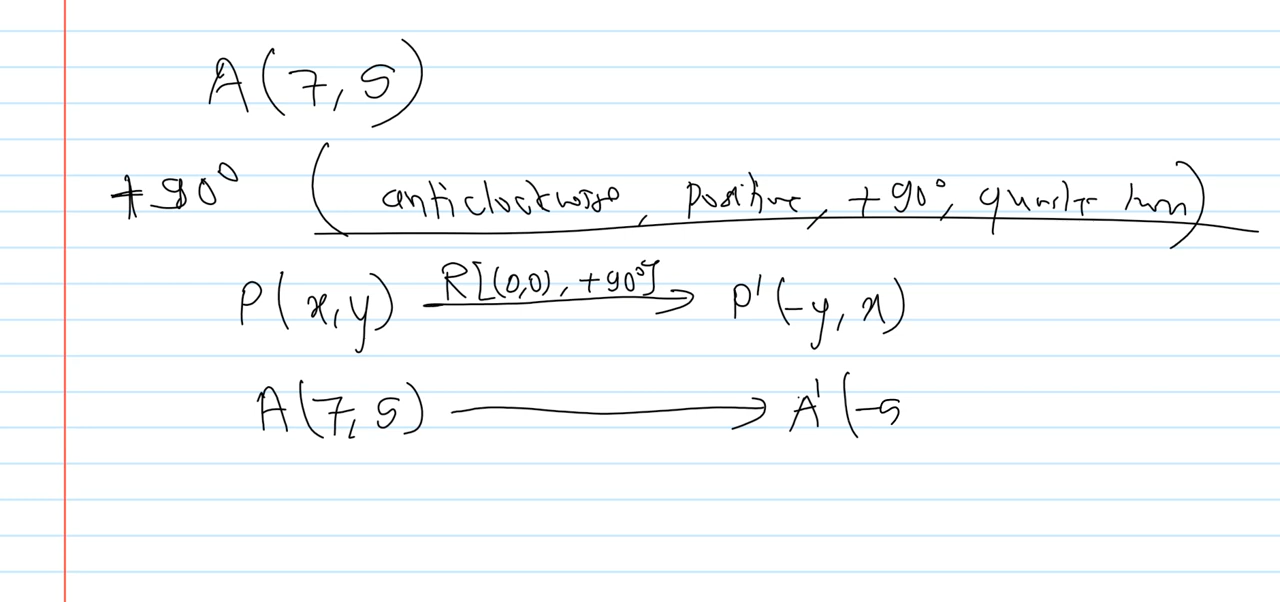 A(7, 5)
+90° (anticlockwise, positive, +90°, quarter turn)
P(x, y) R[(0,0), +90°] → P'(-y, x)
A(7, 5) → A'(-5